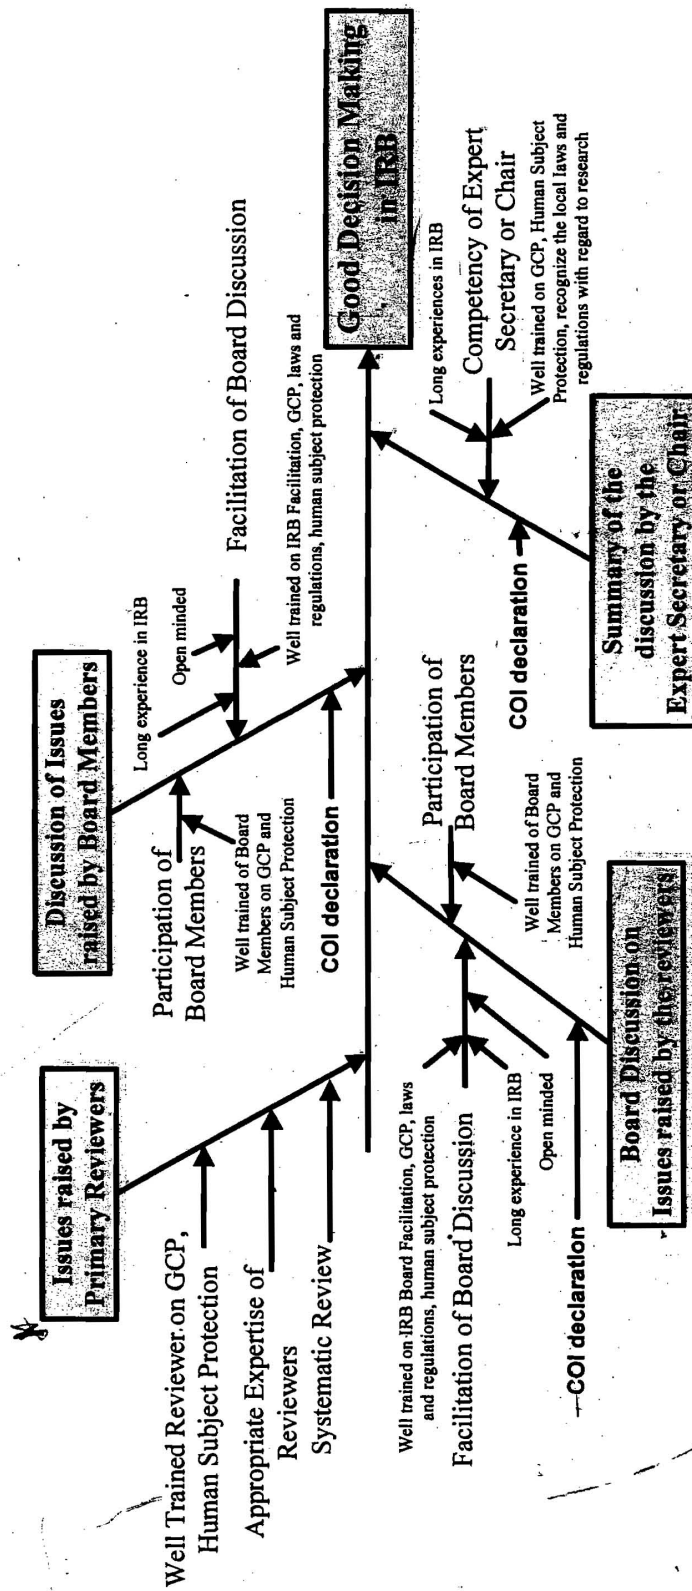 Issues raised by
Primary Reviewers
Well Trained Reviewer on GCP,
Human Subject Protection
Appropriate Expertise of
Reviewers
Systematic Review
Discussion of Issues
raised by Board Members
Participation of
Board Members
Well trained of Board
Members on GCP and
Human Subject Protection
COI declaration
Long experience in IRB
Open minded
Facilitation of Board Discussion
Well trained on IRB Facilitation, GCP, laws and
regulations, human subject protection
Good Decision Making
in IRB
Well trained on IRB Board Facilitation, GCP, laws
and regulations, human subject protection
Facilitation of Board Discussion
Long experience in IRB
Open minded
COI declaration
Participation of
Board Members
Well trained of Board
Members on GCP and
Human Subject Protection
Board Discussion on
Issues raised by the reviewers
Long experiences in IRB
Competency of Expert
Secretary or Chair
Well trained on GCP, Human Subject
Protection, recognize the local laws and
regulations with regard to research
COI declaration
Summary of the
discussion by the
Expert Secretary or Chair